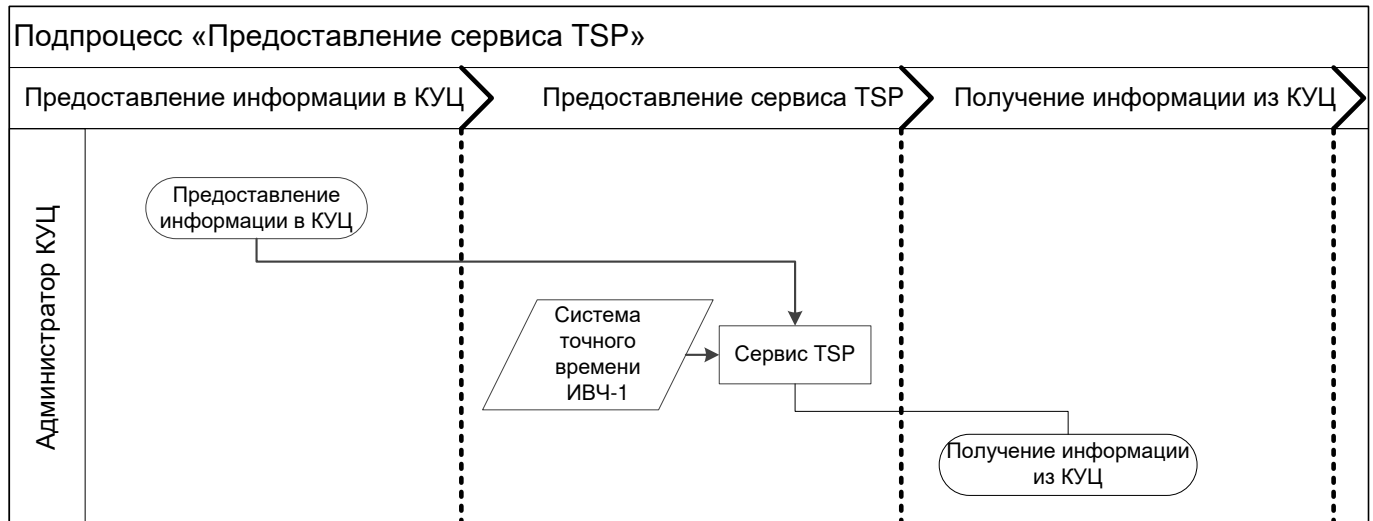 Подпроцесс «Предоставление сервиса TSP»
Предоставление информации в КУЦ
Предоставление сервиса TSP
Получение информации из КУЦ
Администратор КУЦ
Предоставление
информации в КУЦ
Система
точного
времени
ИВЧ-1
Сервис TSP
Получение информации
из КУЦ